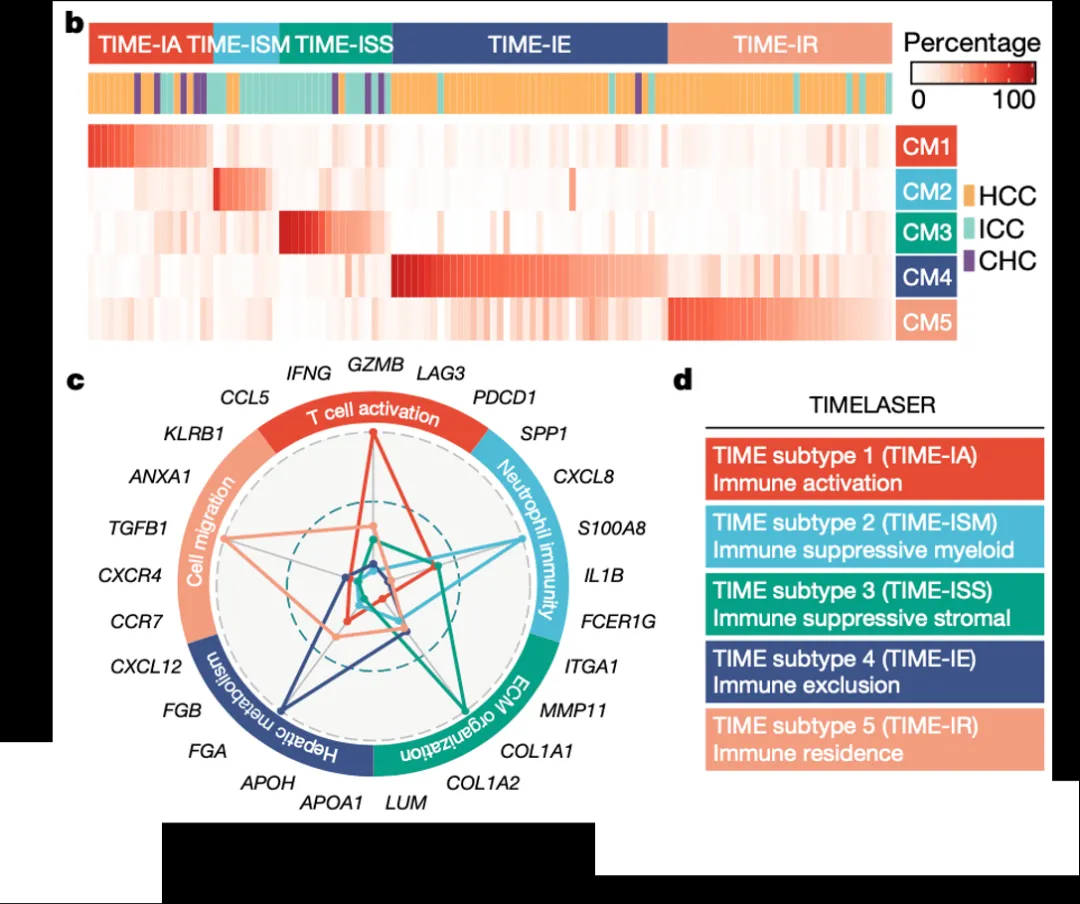 b
TIME-IA TIME-ISM TIME-ISS TIME-IE TIME-IR
Percentage
0 100
CM1
CM2
CM3
CM4
CM5
HCC
ICC
CHC
c
GZMB
LAG3
PDCD1
SPP1
CXCL8
S100A8
IL1B
FCER1G
ITGA1
MMP11
COL1A1
COL1A2
LUM
APOA1
APOH
FGA
FGB
CXCL12
CCR7
CXCR4
TGFB1
ANXA1
KLRB1
CCL5
IFNG
T cell activation
Neutrophil immunity
ECM organization
Hepatic metabolism
Cell migration
d
TIMELASER
TIME subtype 1 (TIME-IA)
Immune activation
TIME subtype 2 (TIME-ISM)
Immune suppressive myeloid
TIME subtype 3 (TIME-ISS)
Immune suppressive stromal
TIME subtype 4 (TIME-IE)
Immune exclusion
TIME subtype 5 (TIME-IR)
Immune residence